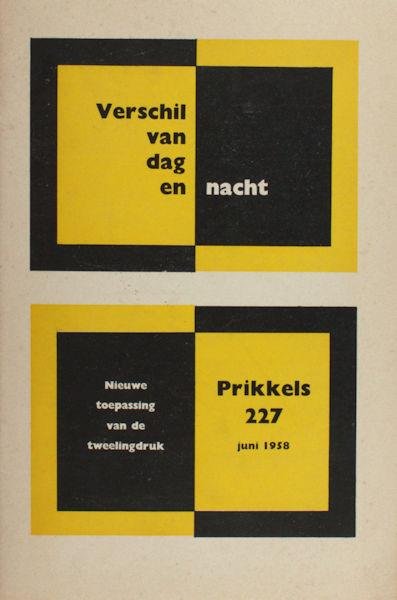 Verschil
van
dag
en nacht
Nieuwe
toepassing
van de
tweelingdruk
Prikkels
227
juni 1958